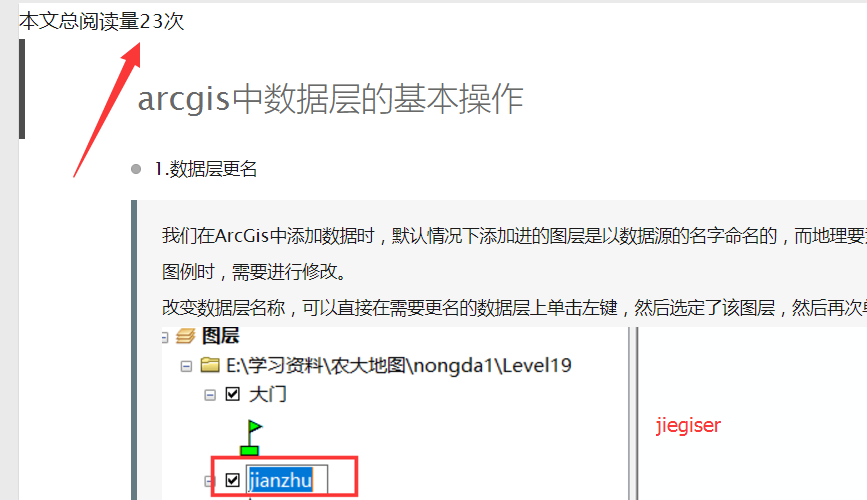 本文总阅读量23次
arcgis中数据层的基本操作
1.数据层更名
我们在ArcGis中添加数据时，默认情况下添加进的图层是以数据源的名字命名的，而地理要
图例时，需要进行修改。
改变数据层名称，可以直接在需要更名的数据层上单击左键，然后选定了该图层，然后再次单
图层
E:\学习资料\农大地图\nongda1\Level19
大门
jiegiser
jianzhu